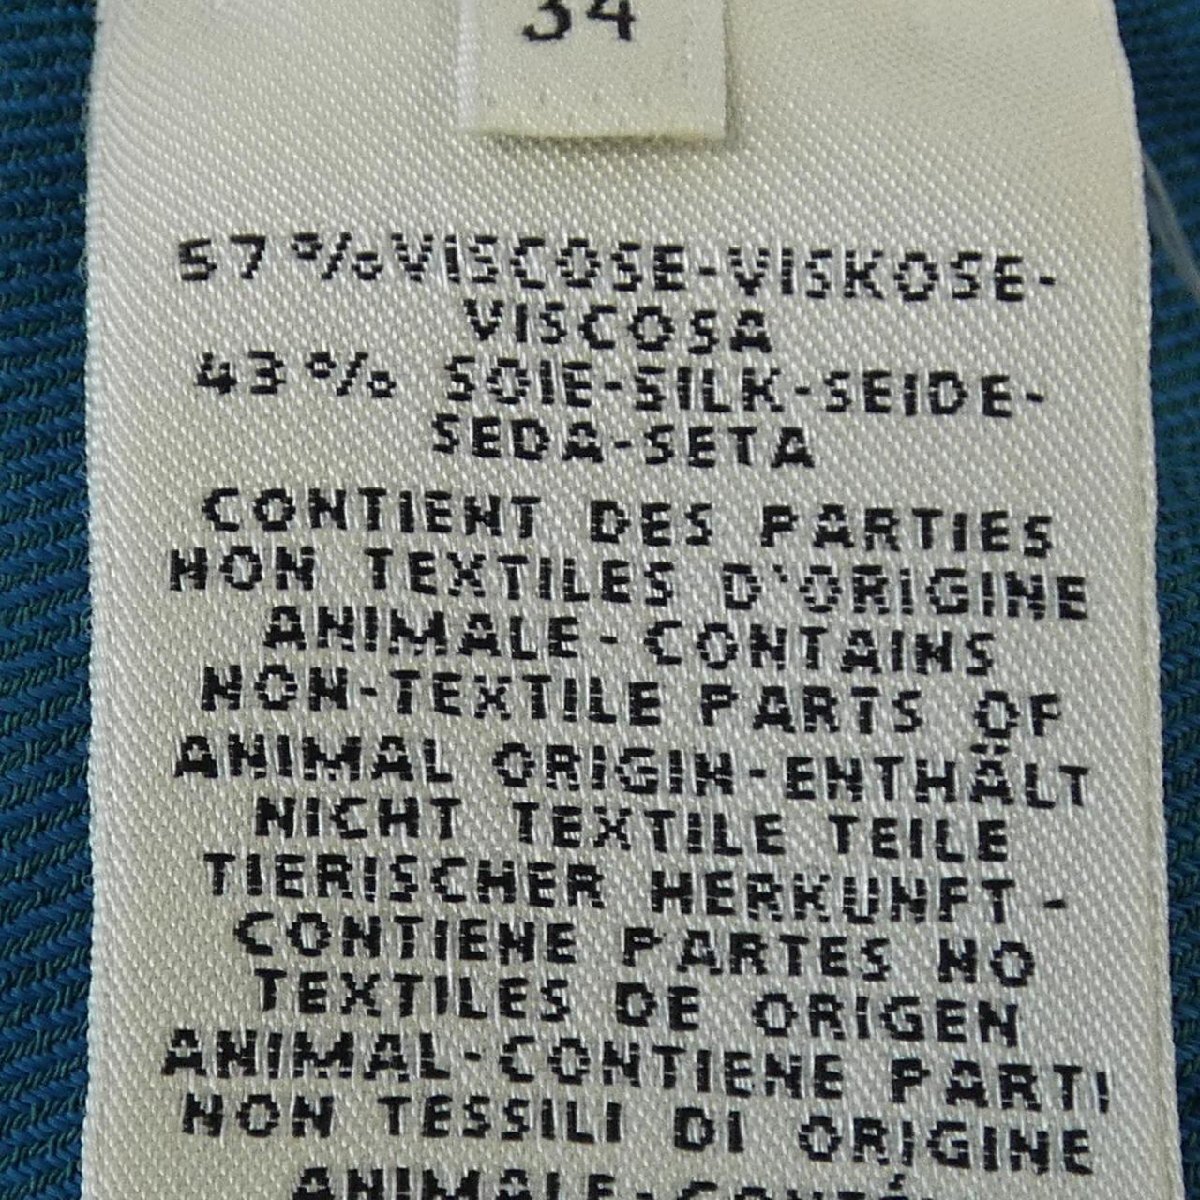 34
57%VISCOSE-VISKOSE-
VISCOSA
43% SOIE-SILK-SEIDE-
SEDA-SETA
CONTIENT DES PARTIES
NON TEXTILES D'ORIGINE
ANIMALE-CONTAINS
NON-TEXTILE PARTS OF
ANIMAL ORIGIN-ENTHÄLT
NICHT TEXTILE TEILE
TIERISCHER HERKUNFT-
CONTIENE PARTES NO
TEXTILES DE ORIGEN
ANIMAL-CONTIENE PARTI
NON TESSILI DI ORIGINE
ANIMALE-